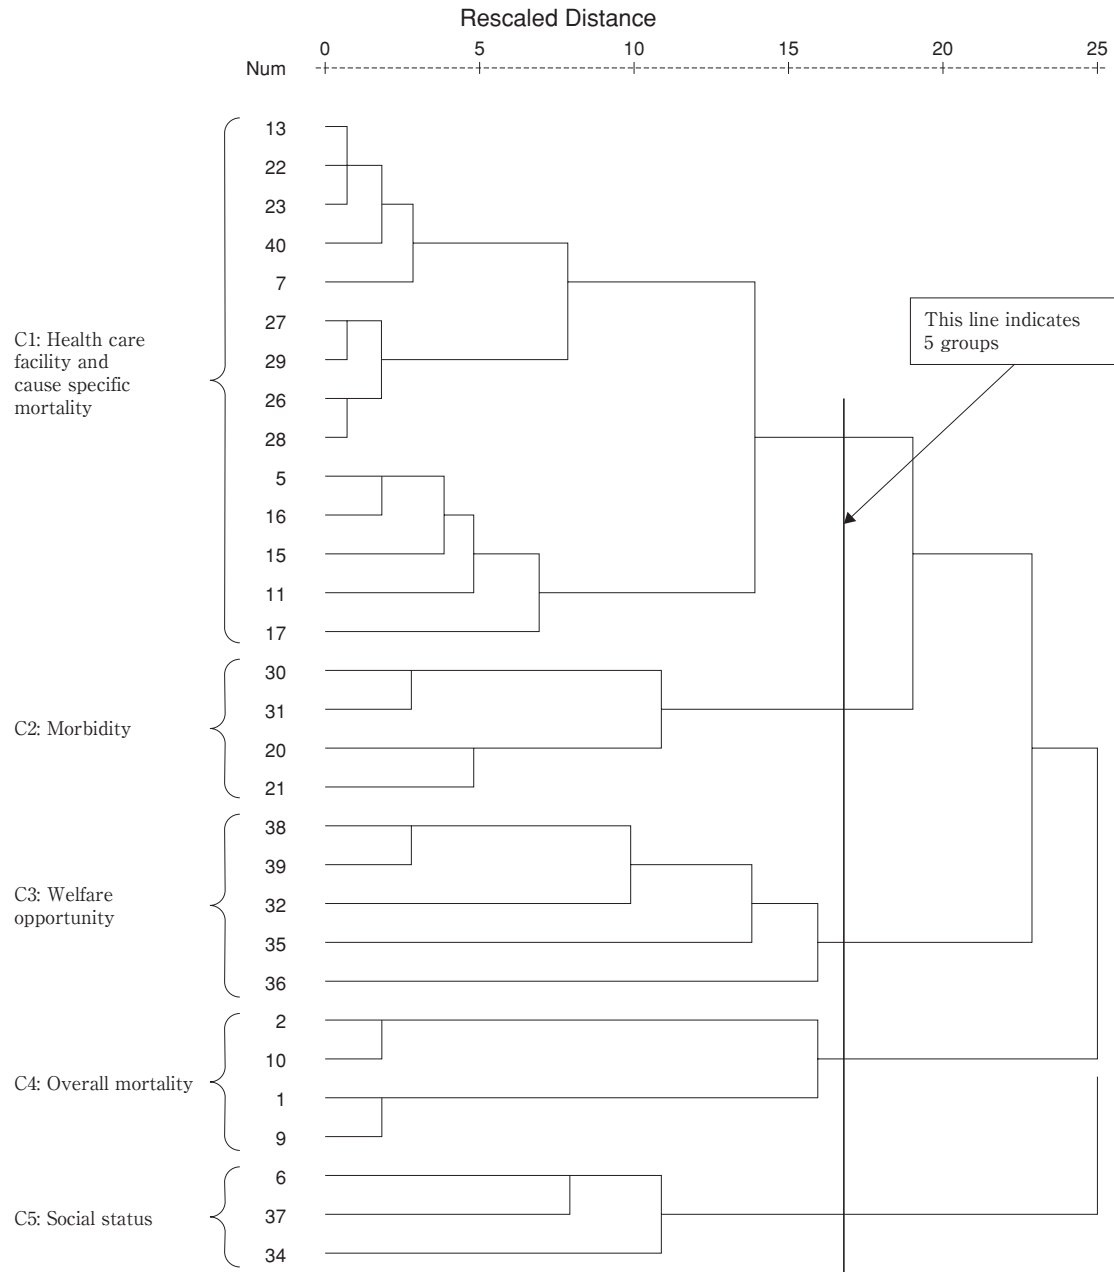 Rescaled Distance
0 5 10 15 20 25
Num
13
22
23
40
7
27
29
26
28
5
16
15
11
17
30
31
20
21
38
39
32
35
36
2
10
1
9
6
37
34
C1: Health care
facility and
cause specific
mortality
C2: Morbidity
C3: Welfare
opportunity
C4: Overall mortality
C5: Social status
This line indicates
5 groups